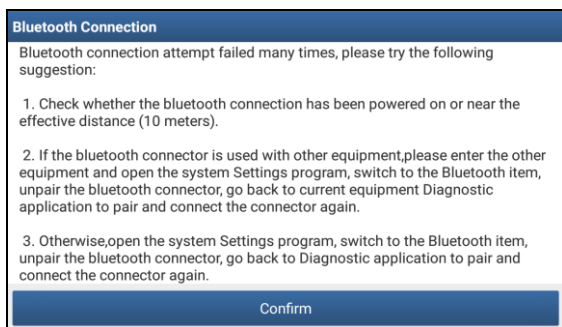 Bluetooth Connection
Bluetooth connection attempt failed many times, please try the following
suggestion:
1. Check whether the bluetooth connection has been powered on or near the
effective distance (10 meters).
2. If the bluetooth connector is used with other equipment,please enter the other
equipment and open the system Settings program, switch to the Bluetooth item,
unpair the bluetooth connector, go back to current equipment Diagnostic
application to pair and connect the connector again.
3. Otherwise,open the system Settings program, switch to the Bluetooth item,
unpair the bluetooth connector, go back to Diagnostic application to pair and
connect the connector again.
Confirm